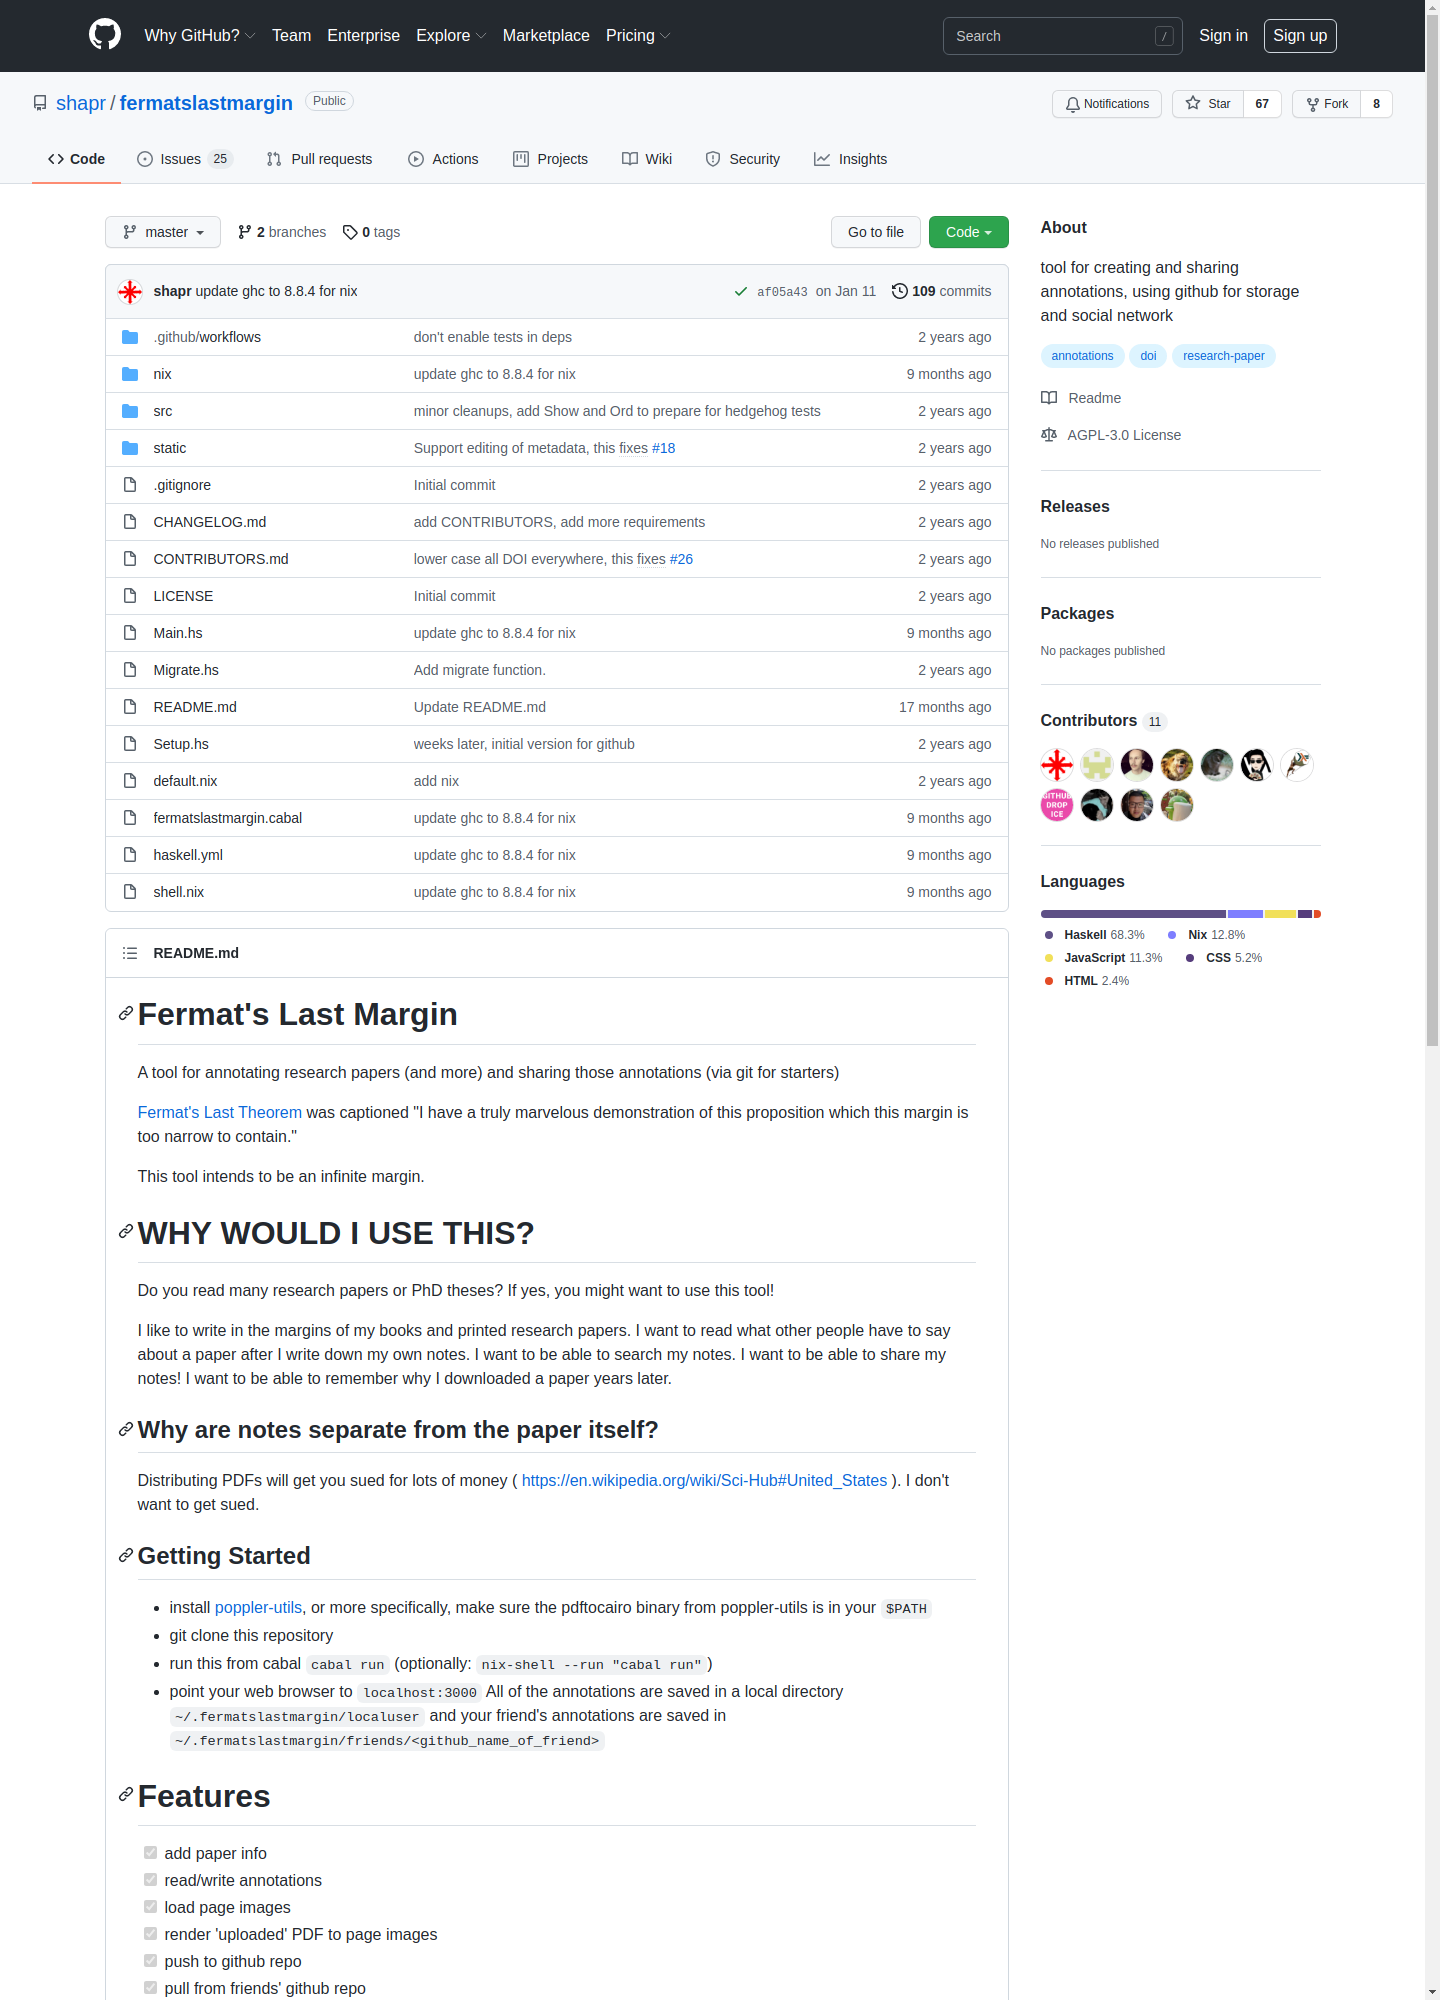 Why GitHub? Team Enterprise Explore Marketplace Pricing Search / Sign in Sign up
shapr / fermatslastmargin Public Notifications Star 67 Fork 8
Code Issues 25 Pull requests Actions Projects Wiki Security Insights
master 2 branches 0 tags Go to file Code
shapr update ghc to 8.8.4 for nix af05a43 on Jan 11 109 commits
.github/workflows don't enable tests in deps 2 years ago
nix update ghc to 8.8.4 for nix 9 months ago
src minor cleanups, add Show and Ord to prepare for hedgehog tests 2 years ago
static Support editing of metadata, this fixes #18 2 years ago
.gitignore Initial commit 2 years ago
CHANGELOG.md add CONTRIBUTORS, add more requirements 2 years ago
CONTRIBUTORS.md lower case all DOI everywhere, this fixes #26 2 years ago
LICENSE Initial commit 2 years ago
Main.hs update ghc to 8.8.4 for nix 9 months ago
Migrate.hs Add migrate function. 2 years ago
README.md Update README.md 17 months ago
Setup.hs weeks later, initial version for github 2 years ago
default.nix add nix 2 years ago
fermatslastmargin.cabal update ghc to 8.8.4 for nix 9 months ago
haskell.yml update ghc to 8.8.4 for nix 9 months ago
shell.nix update ghc to 8.8.4 for nix 9 months ago
README.md
Fermat's Last Margin
A tool for annotating research papers (and more) and sharing those annotations (via git for starters)
Fermat's Last Theorem was captioned "I have a truly marvelous demonstration of this proposition which this margin is
too narrow to contain."
This tool intends to be an infinite margin.
WHY WOULD I USE THIS?
Do you read many research papers or PhD theses? If yes, you might want to use this tool!
I like to write in the margins of my books and printed research papers. I want to read what other people have to say
about a paper after I write down my own notes. I want to be able to search my notes. I want to be able to share my
notes! I want to be able to remember why I downloaded a paper years later.
Why are notes separate from the paper itself?
Distributing PDFs will get you sued for lots of money ( https://en.wikipedia.org/wiki/Sci-Hub#United_States ). I don't
want to get sued.
Getting Started
• install poppler-utils, or more specifically, make sure the pdftocairo binary from poppler-utils is in your $PATH
• git clone this repository
• run this from cabal cabal run (optionally: nix-shell --run "cabal run" )
• point your web browser to localhost:3000 All of the annotations are saved in a local directory
~/.fermatslastmargin/localuser and your friend's annotations are saved in
~/.fermatslastmargin/friends/<github_name_of_friend>
Features
add paper info
read/write annotations
load page images
render 'uploaded' PDF to page images
push to github repo
pull from friends' github repo
About
tool for creating and sharing
annotations, using github for storage
and social network
annotations doi research-paper
Readme
AGPL-3.0 License
Releases
No releases published
Packages
No packages published
Contributors 11
GITHUB
DROP
ICE
Languages
Haskell 68.3% Nix 12.8%
JavaScript 11.3% CSS 5.2%
HTML 2.4%